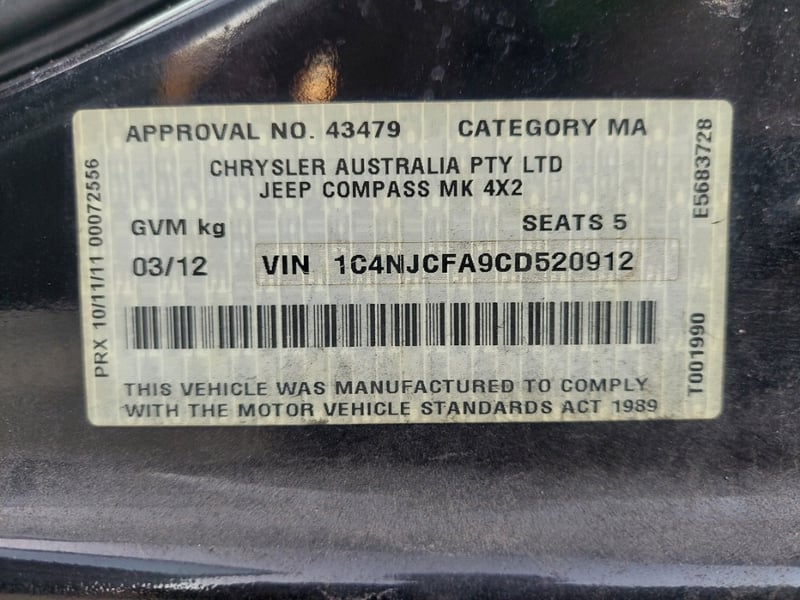 APPROVAL NO. 43479 CATEGORY MA
CHRYSLER AUSTRALIA PTY LTD
JEEP COMPASS MK 4X2
GVM kg SEATS 5
03/12 VIN 1C4NJCFA9CD520912
THIS VEHICLE WAS MANUFACTURED TO COMPLY
WITH THE MOTOR VEHICLE STANDARDS ACT 1989
PRX 10/11/11 00072556
E5683728
T001990